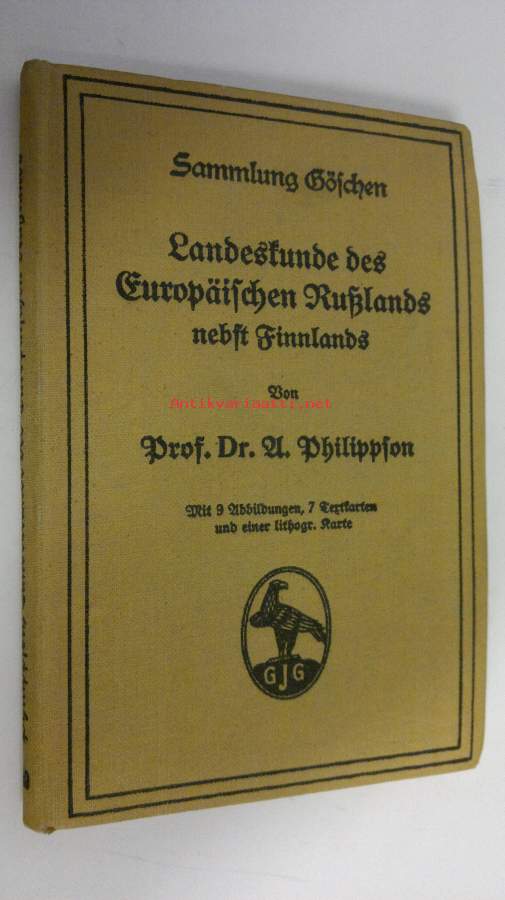 Sammlung Göschen
Landeskunde des
Europäischen Rußlands
nebst Finnlands
Von
Antikvariaatti.net
Prof. Dr. A. Philippson
Mit 9 Abbildungen, 7 Textkarten
und einer lithogr. Karte
GJG